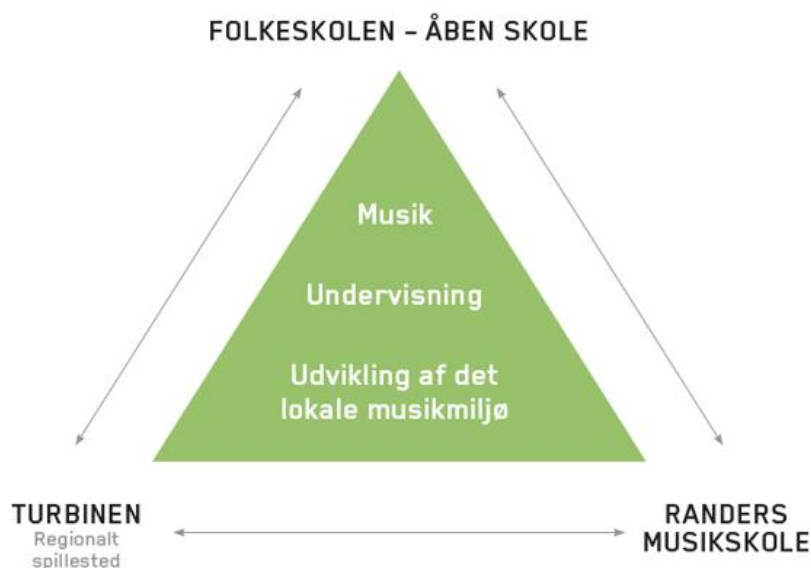 FOLKESKOLEN – ÅBEN SKOLE
Musik
Undervisning
Udvikling af det
lokale musikmiljø
TURBINEN
Regionalt
spillested
RANDERS
MUSIKSKOLE